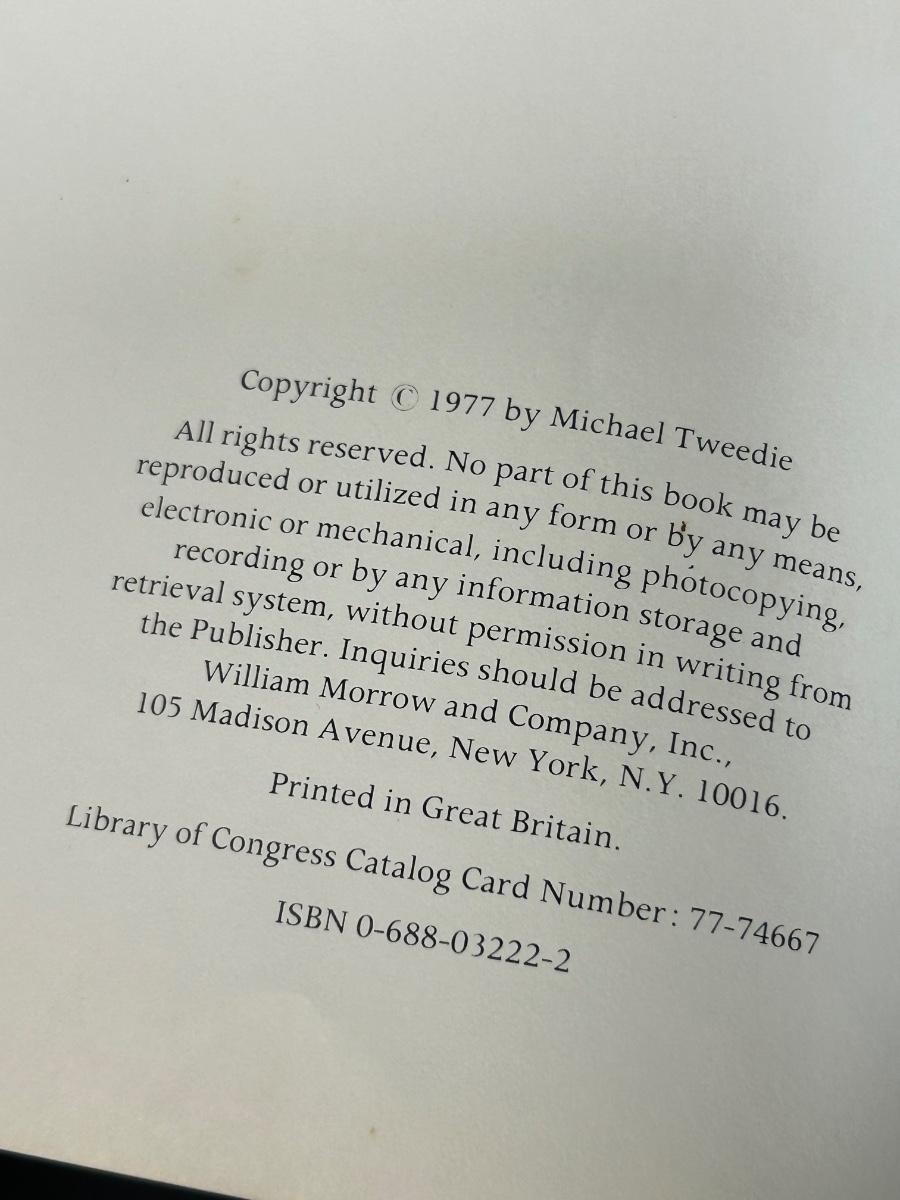 Copyright © 1977 by Michael Tweedie
All rights reserved. No part of this book may be
reproduced or utilized in any form or by any means,
electronic or mechanical, including photocopying,
recording or by any information storage and
retrieval system, without permission in writing from
the Publisher. Inquiries should be addressed to
William Morrow and Company, Inc.,
105 Madison Avenue, New York, N.Y. 10016.
Printed in Great Britain.
Library of Congress Catalog Card Number: 77-74667
ISBN 0-688-03222-2